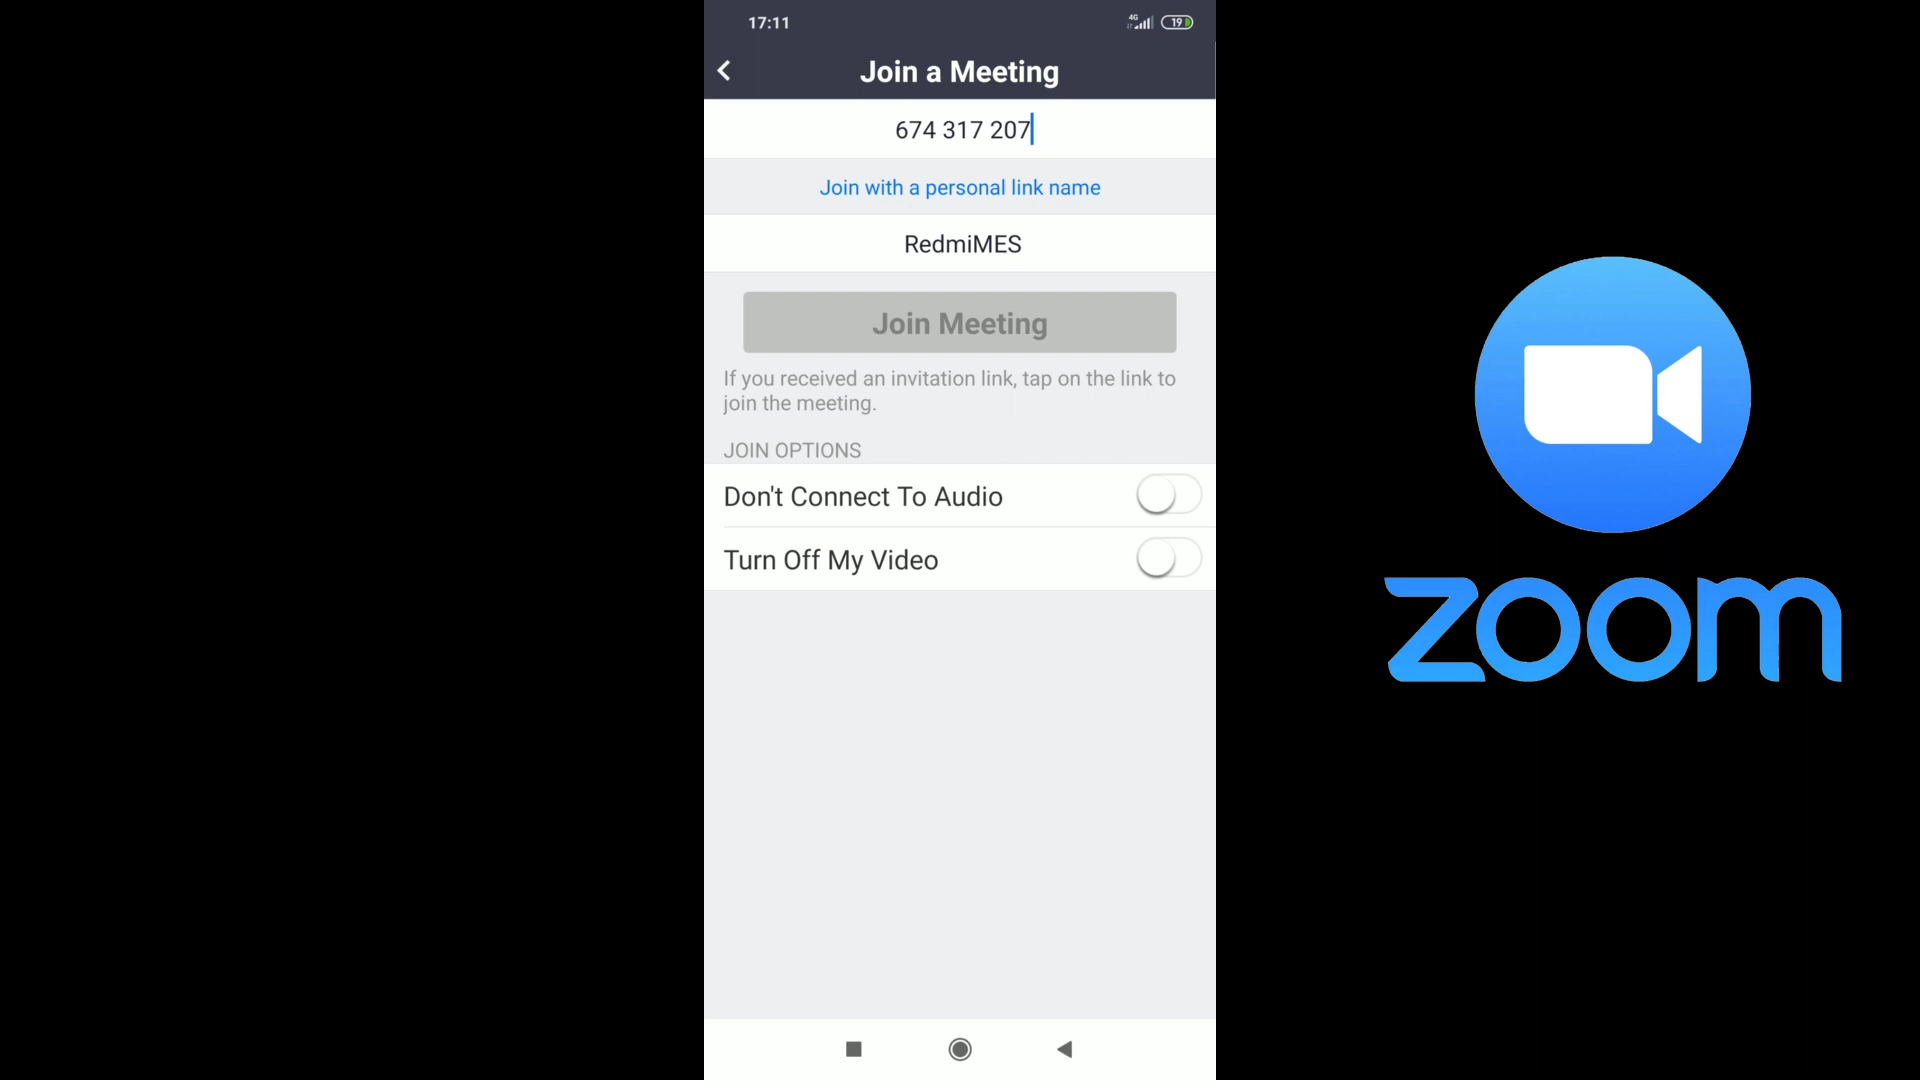 17:11
4G
19
Join a Meeting
674 317 207
Join with a personal link name
RedmiMES
Join Meeting
If you received an invitation link, tap on the link to
join the meeting.
JOIN OPTIONS
Don't Connect To Audio
Turn Off My Video
zoom